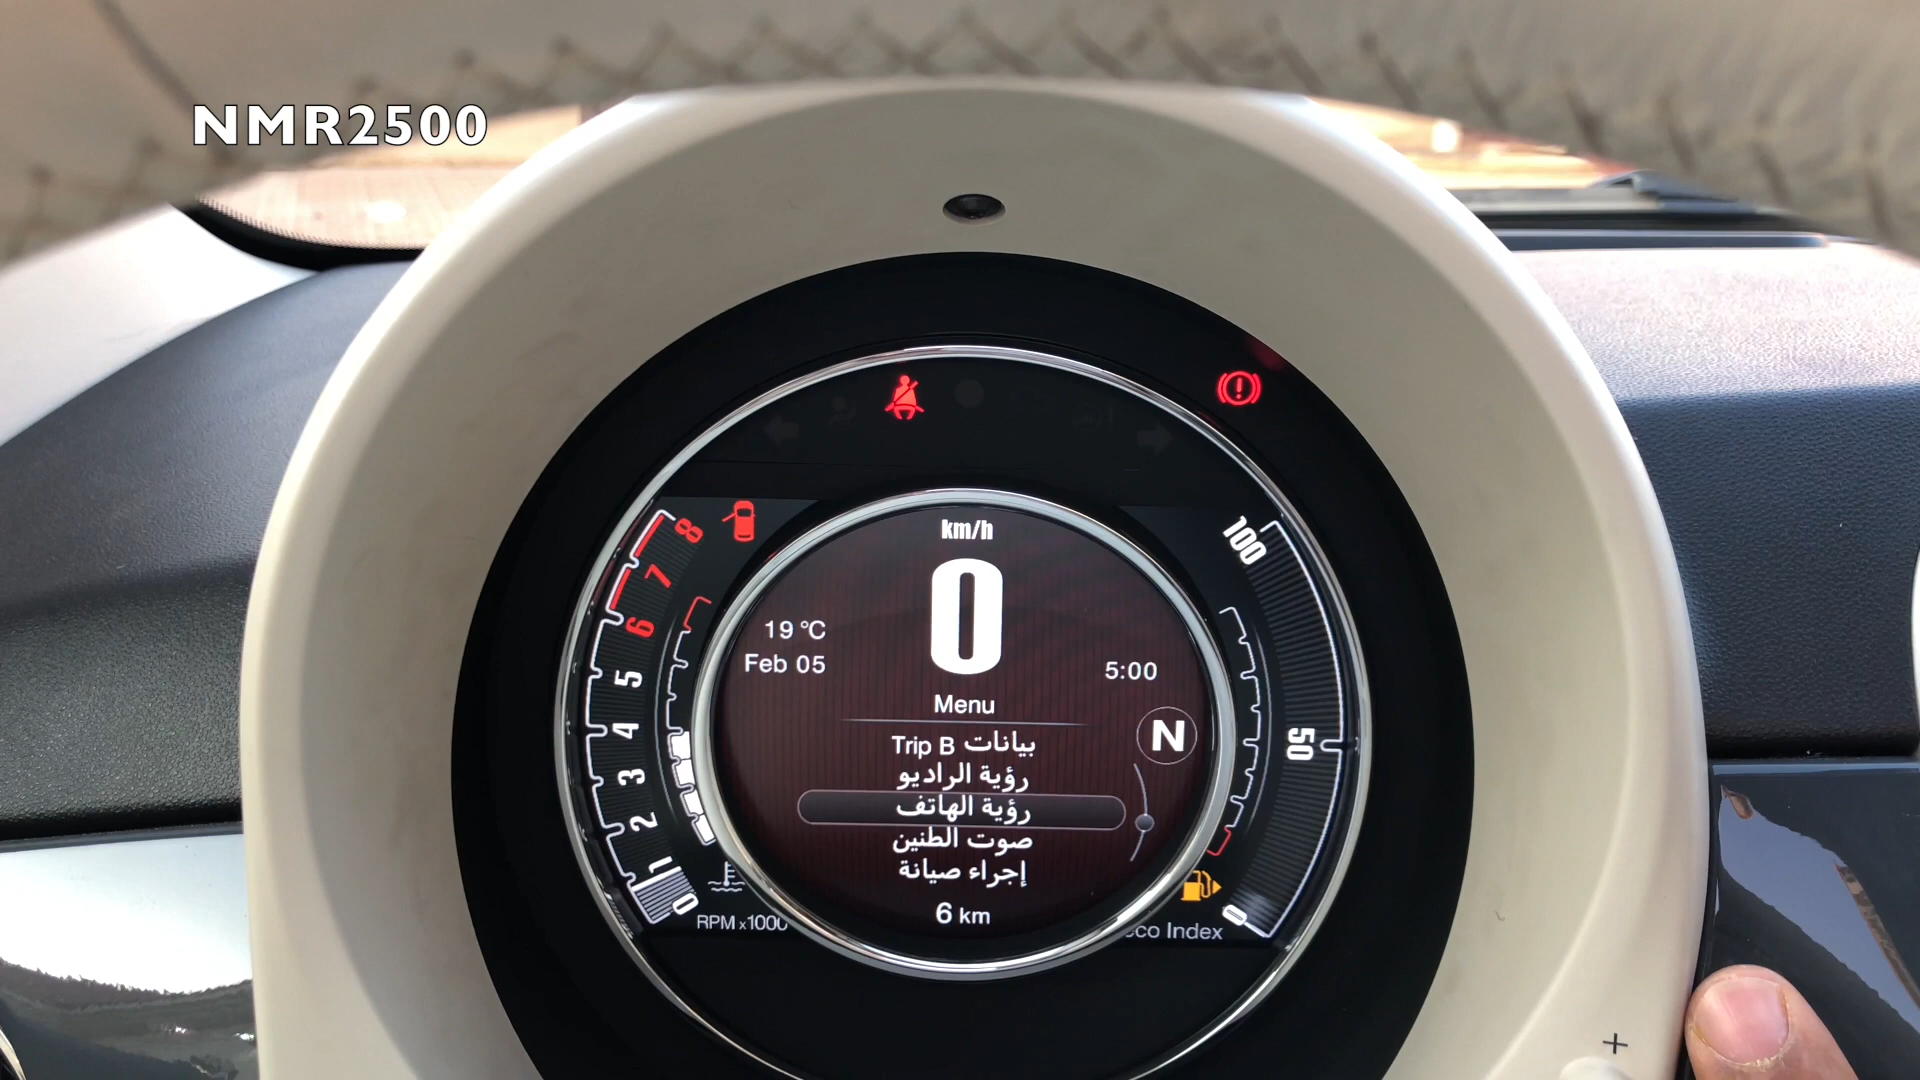 NMR2500
km/h
0
19 °C
Feb 05
5:00
Menu
N
بيانات Trip B
رؤية الراديو
رؤية الهاتف
صوت الطنين
إجراء صيانة
6 km
8
7
6
5
4
3
2
1
0
RPM x1000
100
50
0
eco Index
+